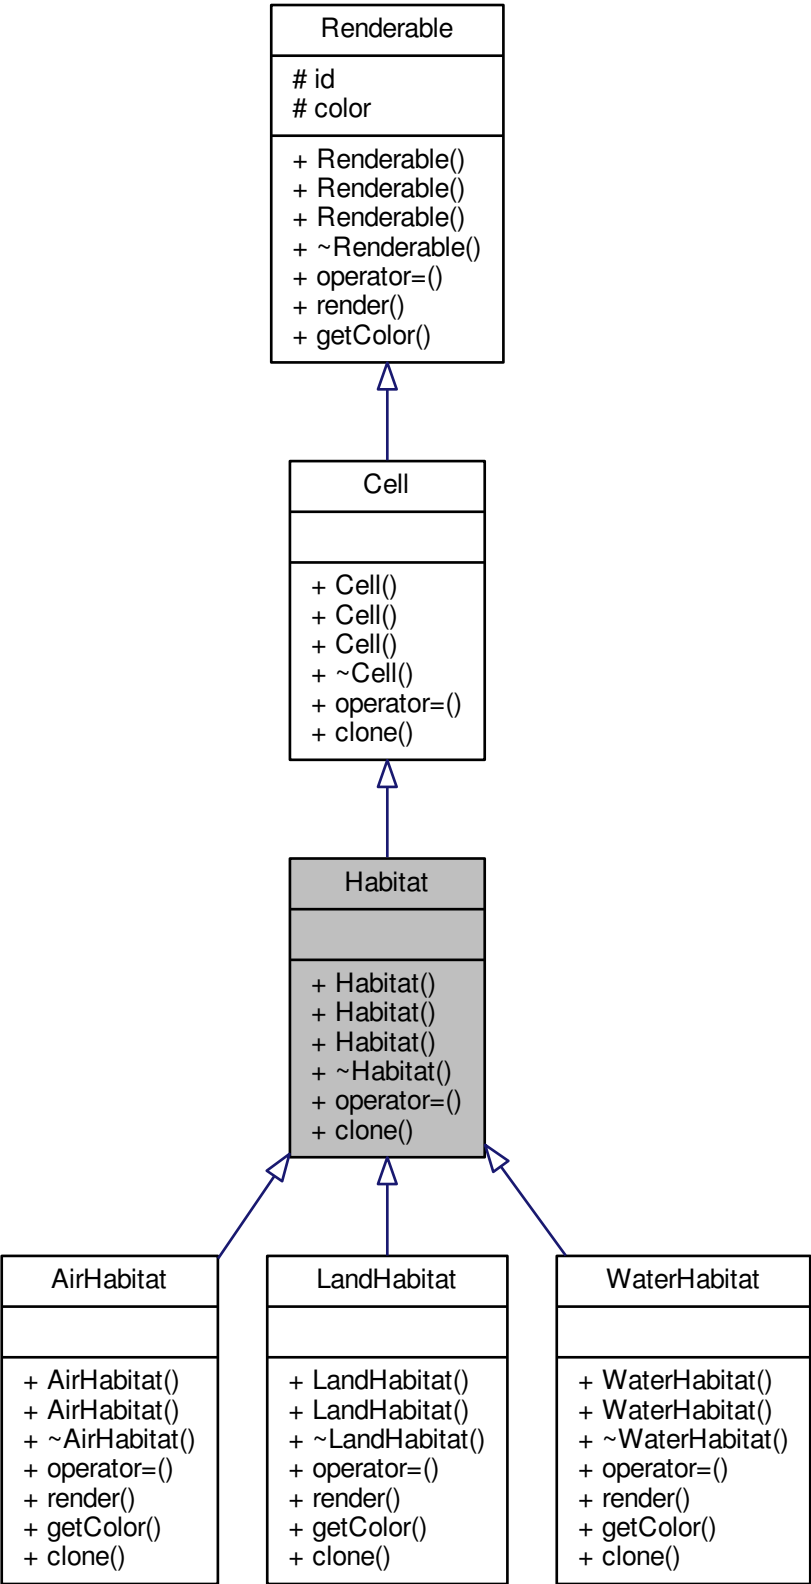 Renderable
# id
# color
+ Renderable()
+ Renderable()
+ Renderable()
+ ~Renderable()
+ operator=()
+ render()
+ getColor()
Cell
+ Cell()
+ Cell()
+ Cell()
+ ~Cell()
+ operator=()
+ clone()
Habitat
+ Habitat()
+ Habitat()
+ Habitat()
+ ~Habitat()
+ operator=()
+ clone()
AirHabitat
+ AirHabitat()
+ AirHabitat()
+ ~AirHabitat()
+ operator=()
+ render()
+ getColor()
+ clone()
LandHabitat
+ LandHabitat()
+ LandHabitat()
+ ~LandHabitat()
+ operator=()
+ render()
+ getColor()
+ clone()
WaterHabitat
+ WaterHabitat()
+ WaterHabitat()
+ ~WaterHabitat()
+ operator=()
+ render()
+ getColor()
+ clone()